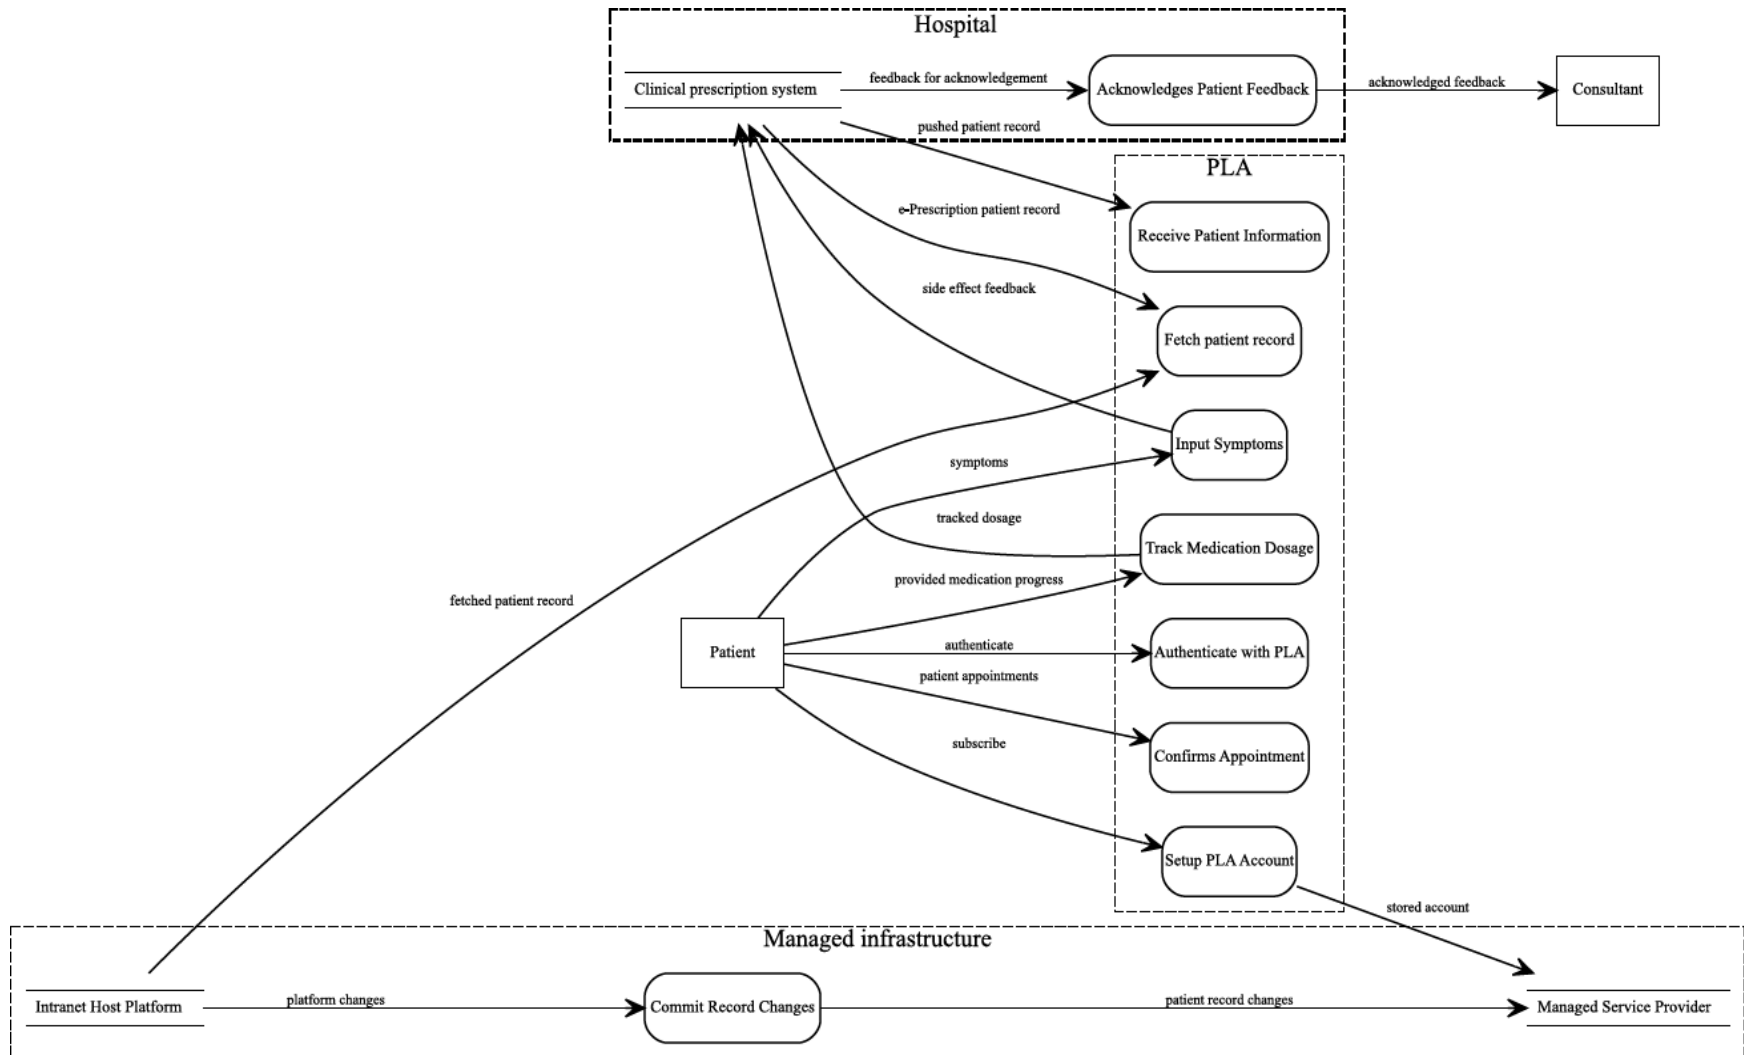 Hospital
Clinical prescription system
feedback for acknowledgement
Acknowledges Patient Feedback
acknowledged feedback
Consultant
pushed patient record
PLA
e-Prescription patient record
Receive Patient Information
side effect feedback
Fetch patient record
Input Symptoms
symptoms
tracked dosage
Track Medication Dosage
provided medication progress
fetched patient record
Patient
authenticate
Authenticate with PLA
patient appointments
subscribe
Confirms Appointment
Setup PLA Account
stored account
Managed infrastructure
Intranet Host Platform
platform changes
Commit Record Changes
patient record changes
Managed Service Provider